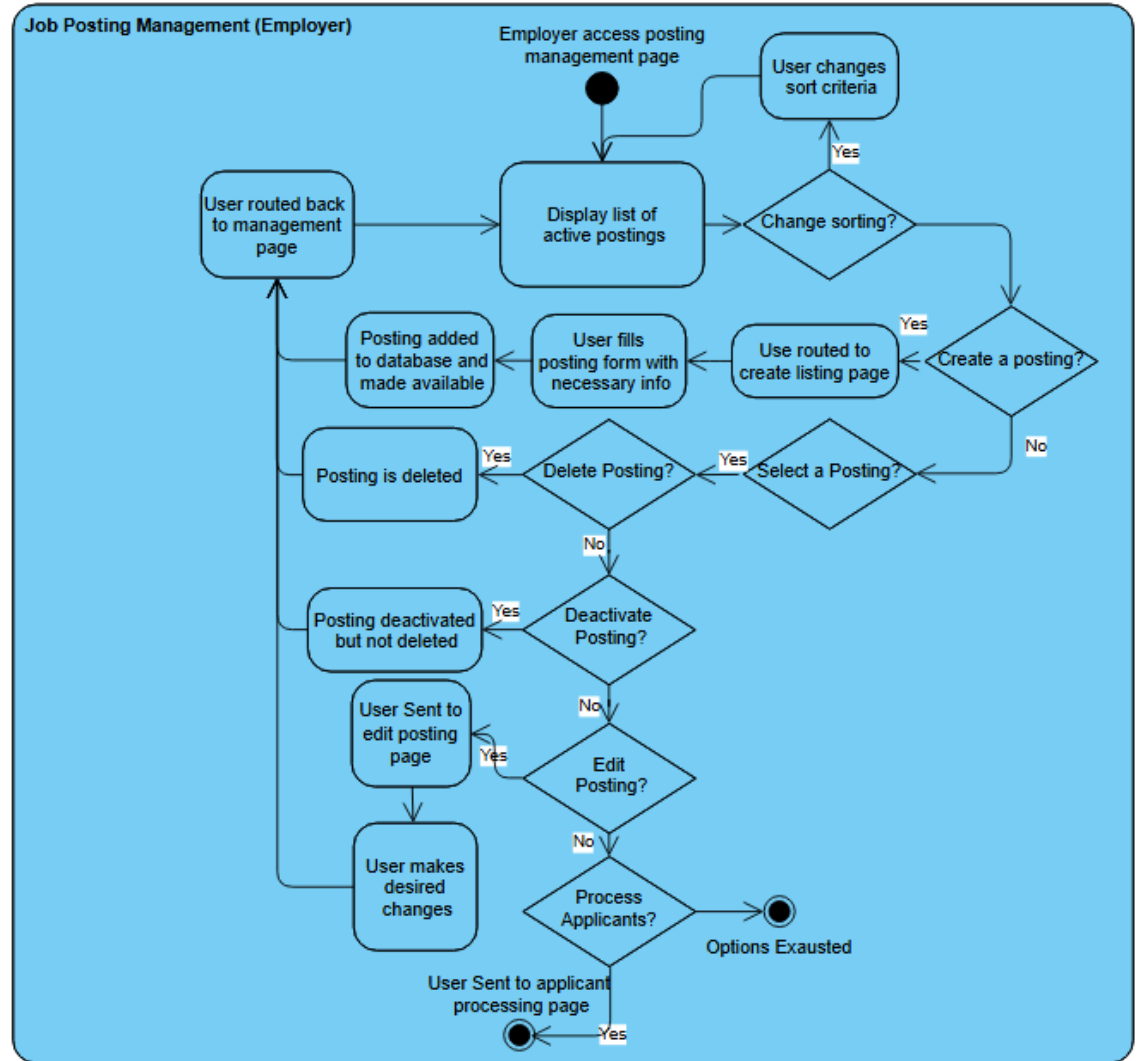 Job Posting Management (Employer)
Employer access posting
management page
User changes
sort criteria
Yes
User routed back
to management
page
Display list of
active postings
Change sorting?
Posting added
to database and
made available
User fills
posting form with
necessary info
Use routed to
create listing page
Yes
Create a posting?
No
Posting is deleted
Yes
Delete Posting?
Yes
Select a Posting?
No
Posting deactivated
but not deleted
Yes
Deactivate
Posting?
No
User Sent to
edit posting
page
Yes
Edit
Posting?
No
User makes
desired
changes
Process
Applicants?
Options Exausted
User Sent to applicant
processing page
Yes